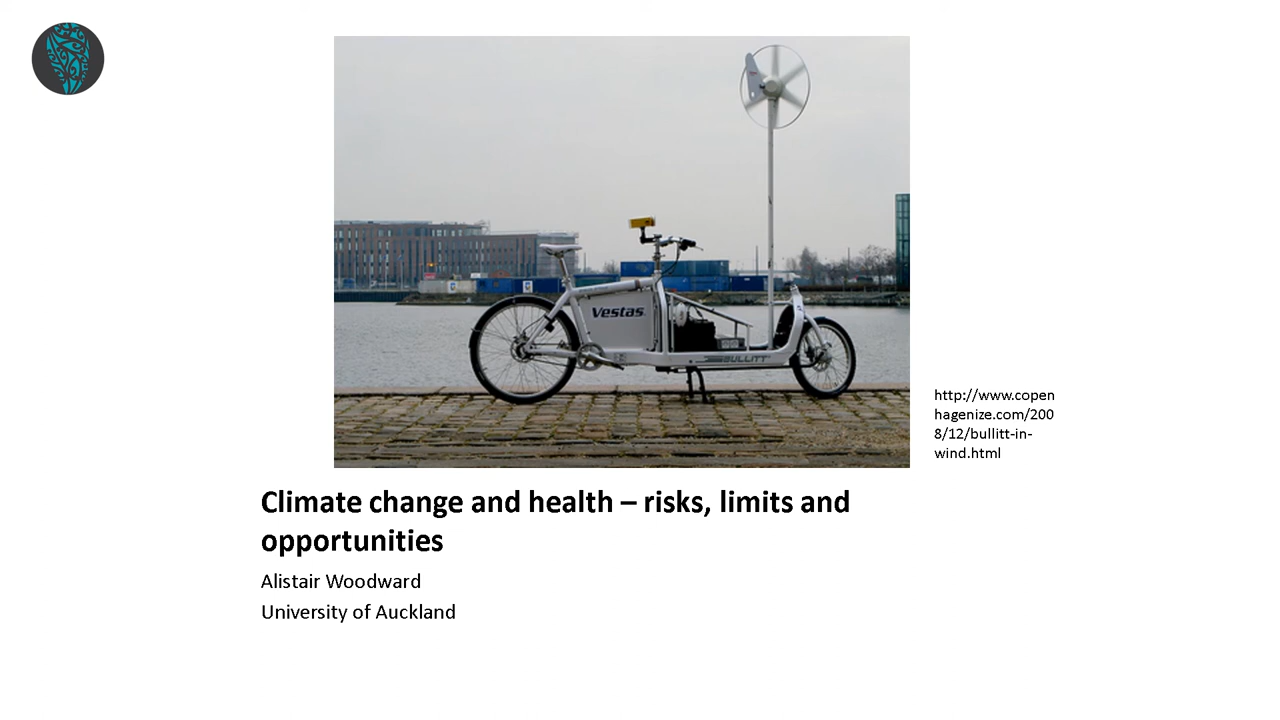 Vestas
BULLITT
http://www.copen
hagenize.com/200
8/12/bullitt-in-
wind.html
Climate change and health – risks, limits and
opportunities
Alistair Woodward
University of Auckland